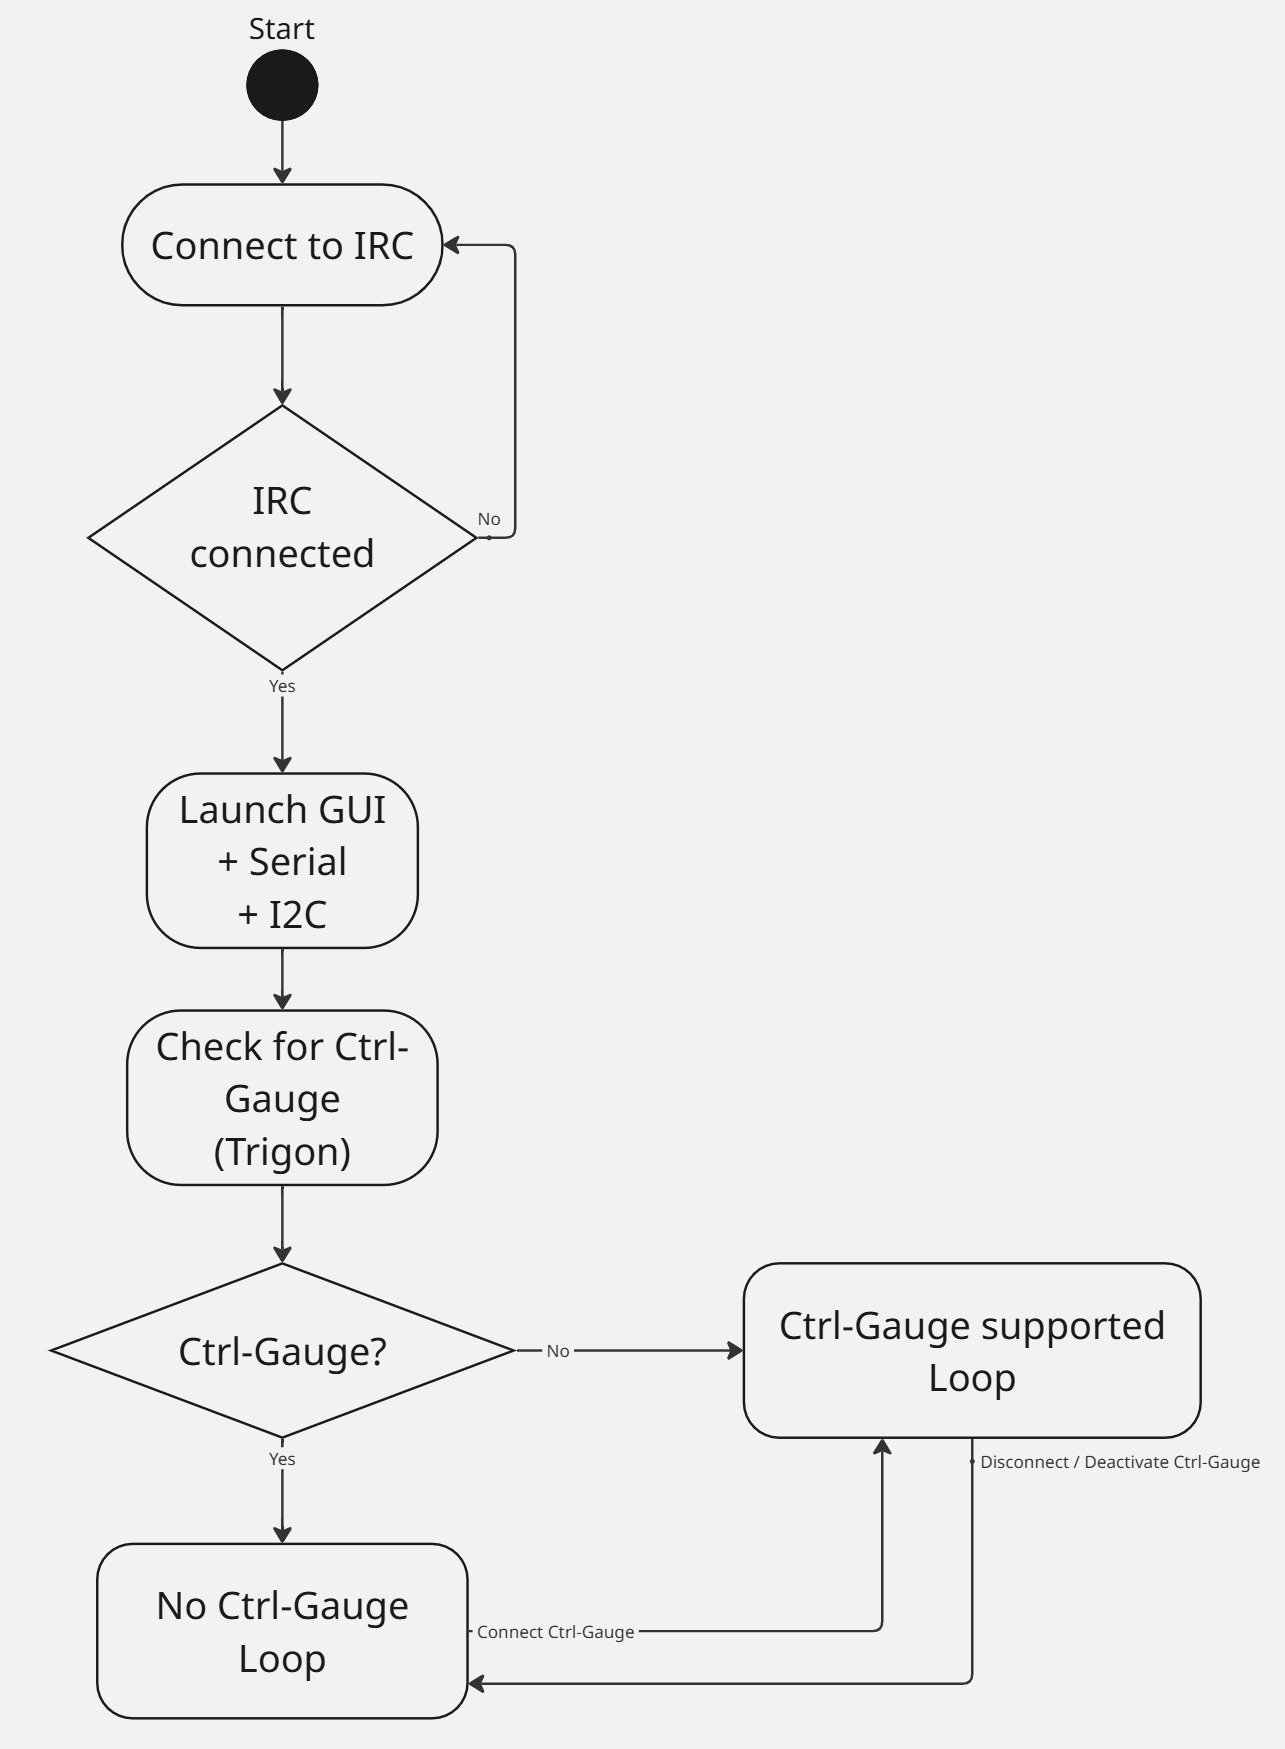 Start
Connect to IRC
IRC
connected
No
Yes
Launch GUI
+ Serial
+ I2C
Check for Ctrl-
Gauge
(Trigon)
Ctrl-Gauge?
No
Ctrl-Gauge supported
Loop
Yes
Disconnect / Deactivate Ctrl-Gauge
No Ctrl-Gauge
Loop
Connect Ctrl-Gauge